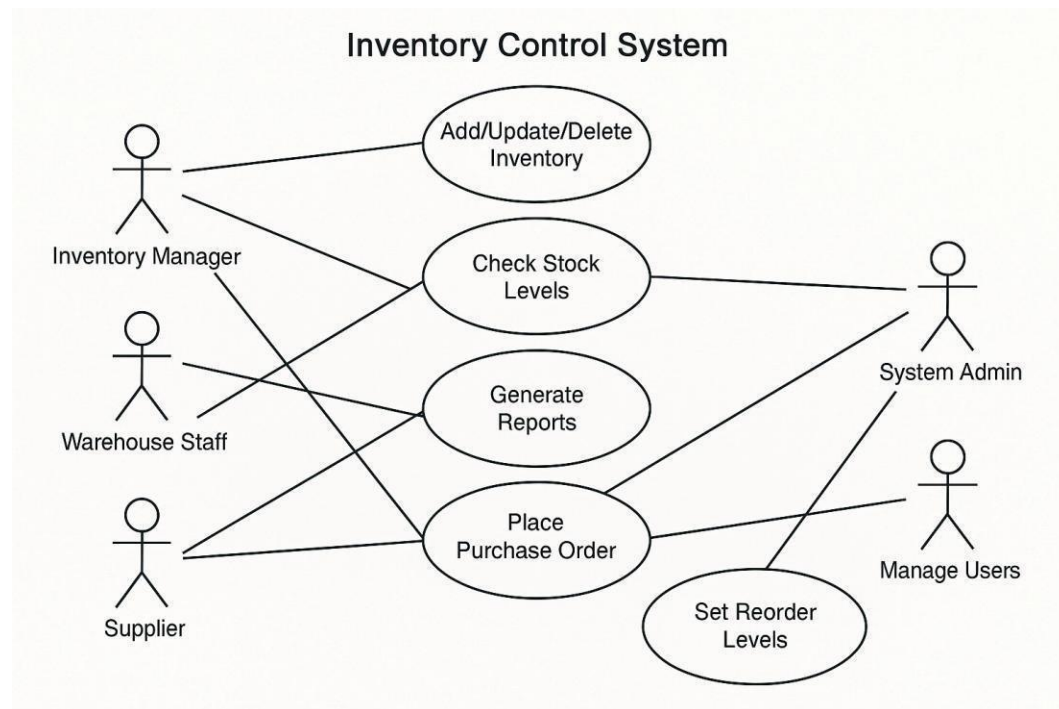 Inventory Control System
Add/Update/Delete
Inventory
Inventory Manager
Check Stock
Levels
System Admin
Generate
Reports
Warehouse Staff
Place
Purchase Order
Manage Users
Set Reorder
Levels
Supplier